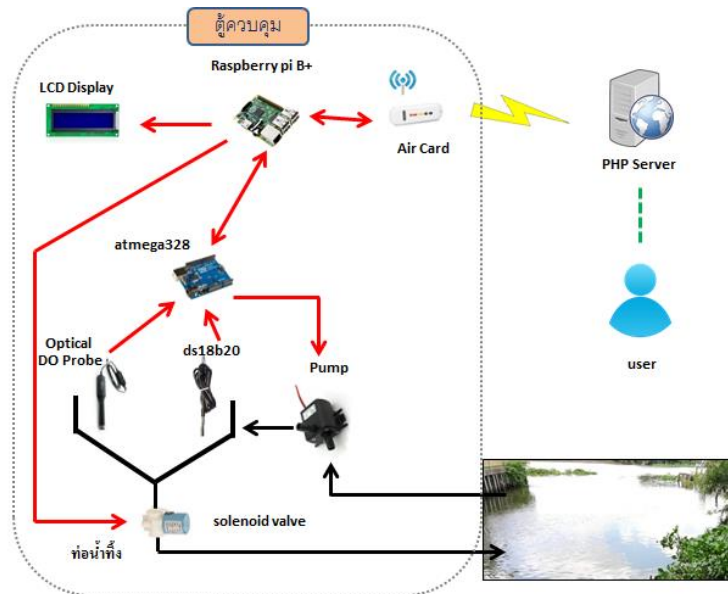 ตู้ควบคุม
Raspberry pi B+
LCD Display
Air Card
PHP Server
atmega328
Optical
DO Probe
ds18b20
Pump
user
solenoid valve
ท่อน้ำทิ้ง